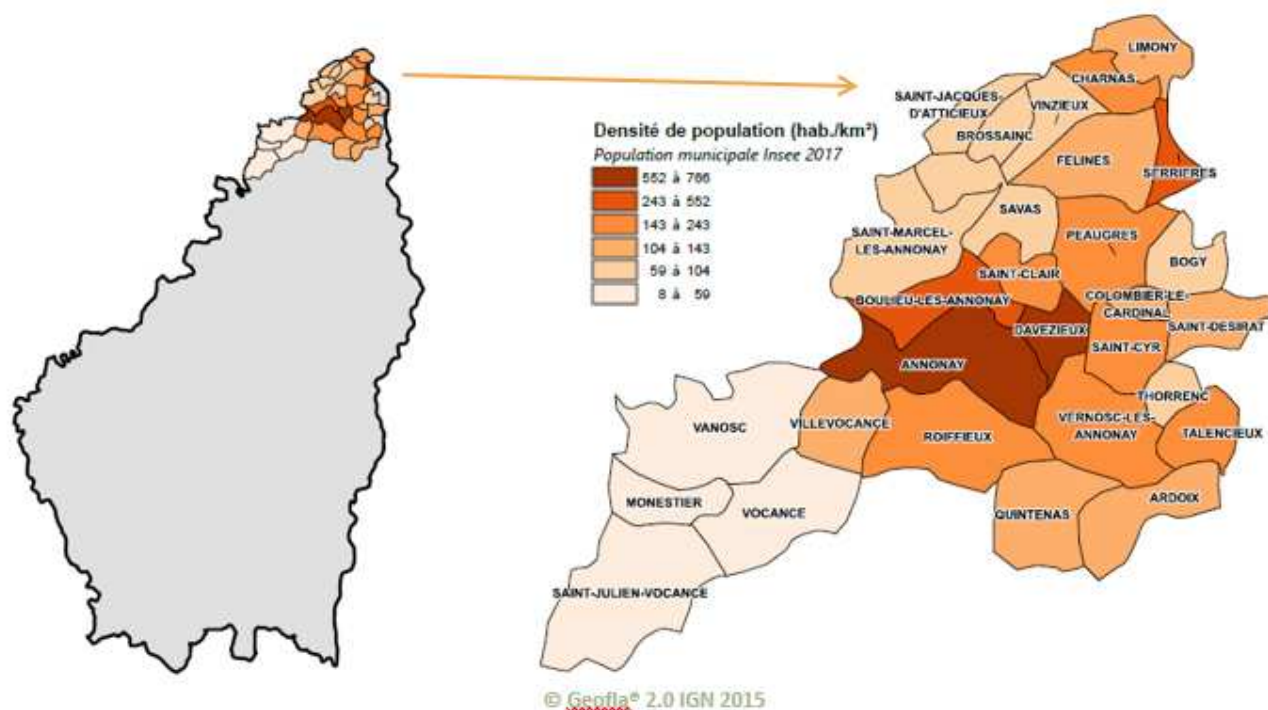 Densité de population (hab./km²)
Population municipale Insee 2017
552 à 766
243 à 552
143 à 243
104 à 143
59 à 104
8 à 59
LIMONY
CHARNAS
SAINT-JACQUES-
D'ATTICIEUX
VINZIEUX
BROSSAINC
FELINES
SERRIERES
SAVAS
SAINT-MARCEL-
LES-ANNONAY
PEAUGRES
BOGY
SAINT-CLAIR
BOULIEU-LES-ANNONAY
COLOMBIER-LE-
CARDINAL
DAVEZIEUX
SAINT-DESIRAT
SAINT-CYR
ANNONAY
THORRENC
VANOSC
VILLEVOCANCE
ROIFFIEUX
VERNOSC-LES-
ANNONAY
TALENCIEUX
MONESTIER
VOCANCE
QUINTENAS
ARDOIX
SAINT-JULIEN-VOCANCE
© Geofla® 2.0 IGN 2015